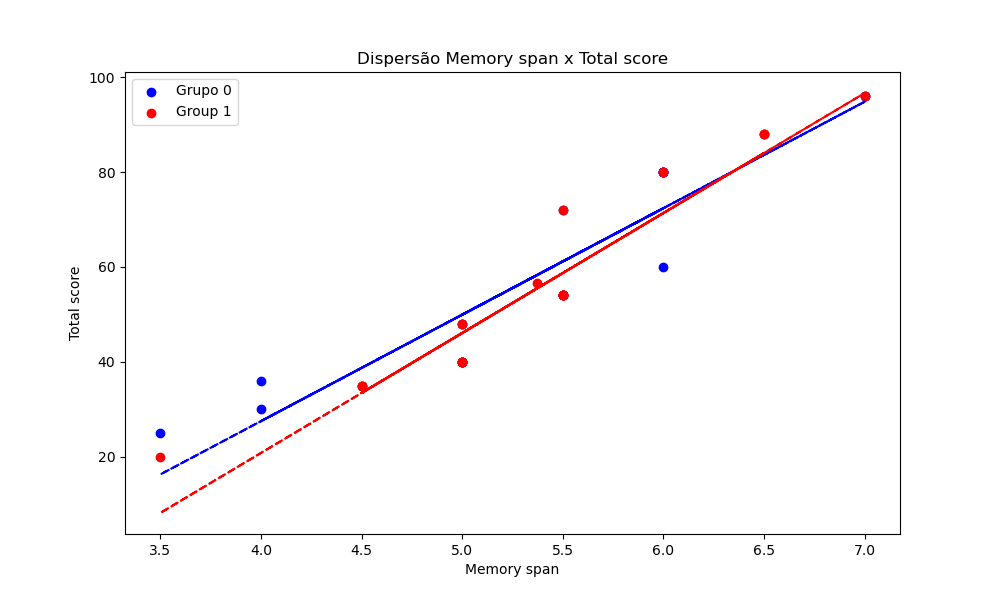 Dispersão Memory span x Total score
Grupo 0
Group 1
Total score
100
80
60
40
20
3.5 4.0 4.5 5.0 5.5 6.0 6.5 7.0
Memory span